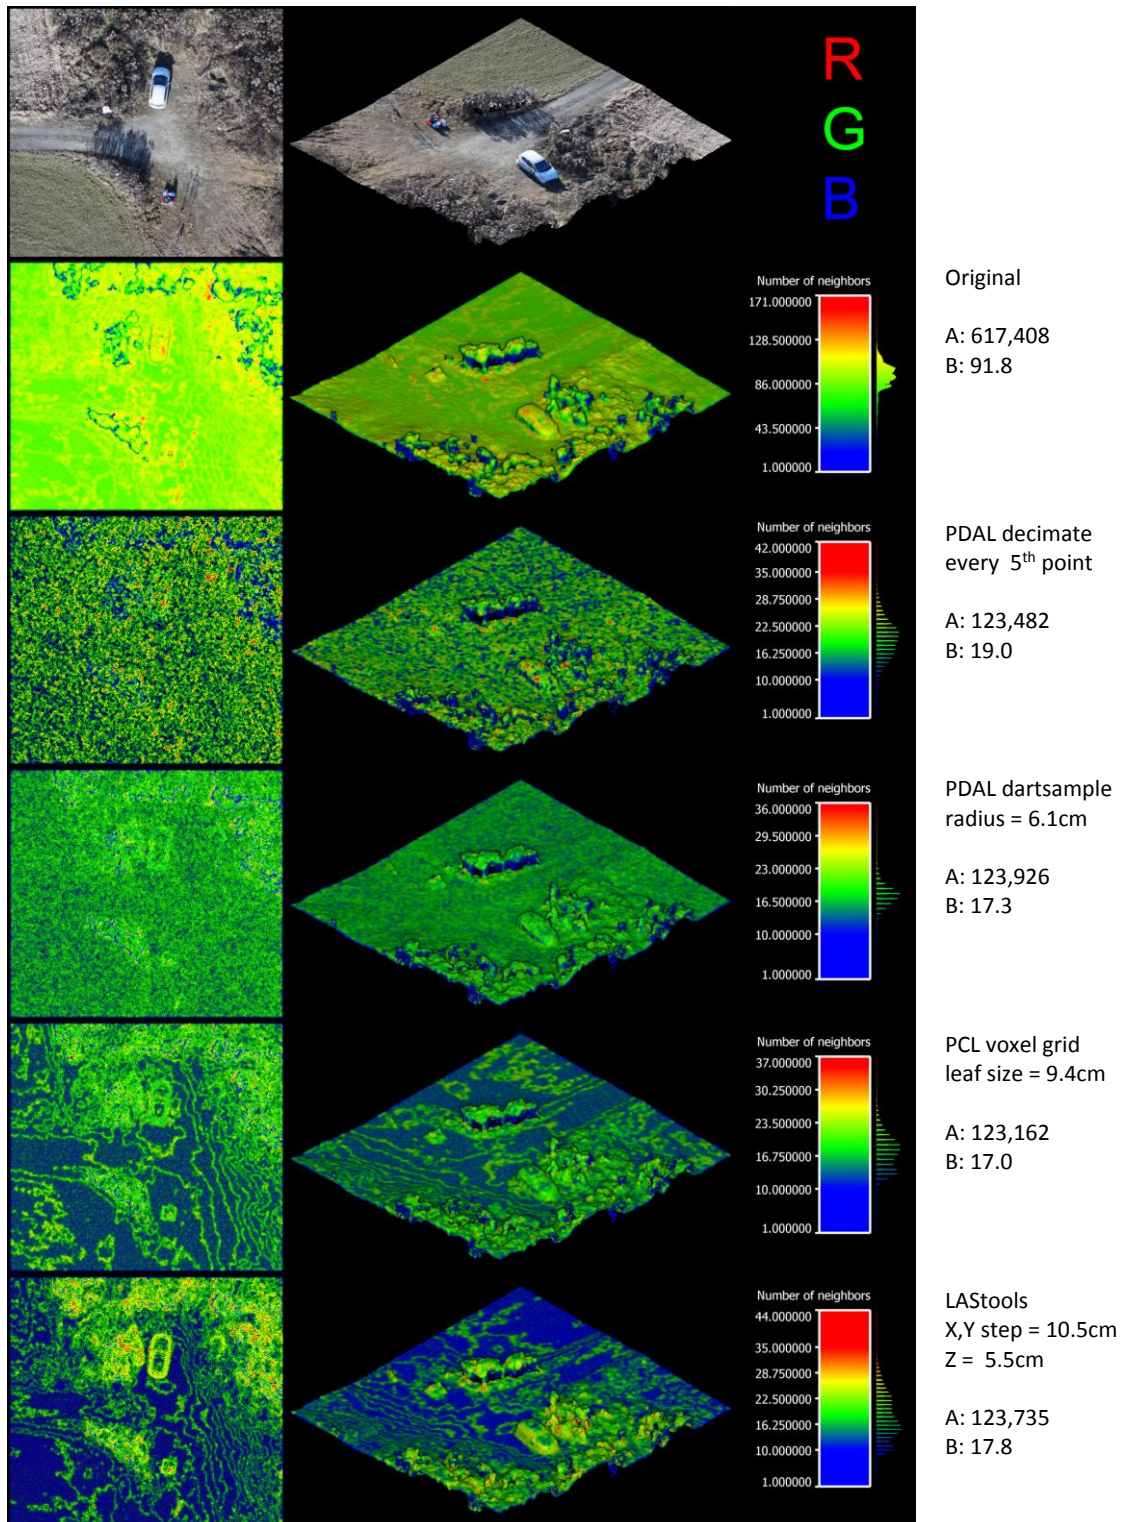 R
G
B
Number of neighbors
171.000000
128.500000
86.000000
43.500000
1.000000
Original
A: 617,408
B: 91.8
Number of neighbors
42.000000
35.000000
28.750000
22.500000
16.250000
10.000000
1.000000
PDAL decimate
every 5th point
A: 123,482
B: 19.0
Number of neighbors
36.000000
29.500000
23.000000
16.500000
10.000000
1.000000
PDAL dartsample
radius = 6.1cm
A: 123,926
B: 17.3
Number of neighbors
37.000000
30.250000
23.500000
16.750000
10.000000
1.000000
PCL voxel grid
leaf size = 9.4cm
A: 123,162
B: 17.0
Number of neighbors
44.000000
35.000000
28.750000
22.500000
16.250000
10.000000
1.000000
LAStools
X,Y step = 10.5cm
Z = 5.5cm
A: 123,735
B: 17.8